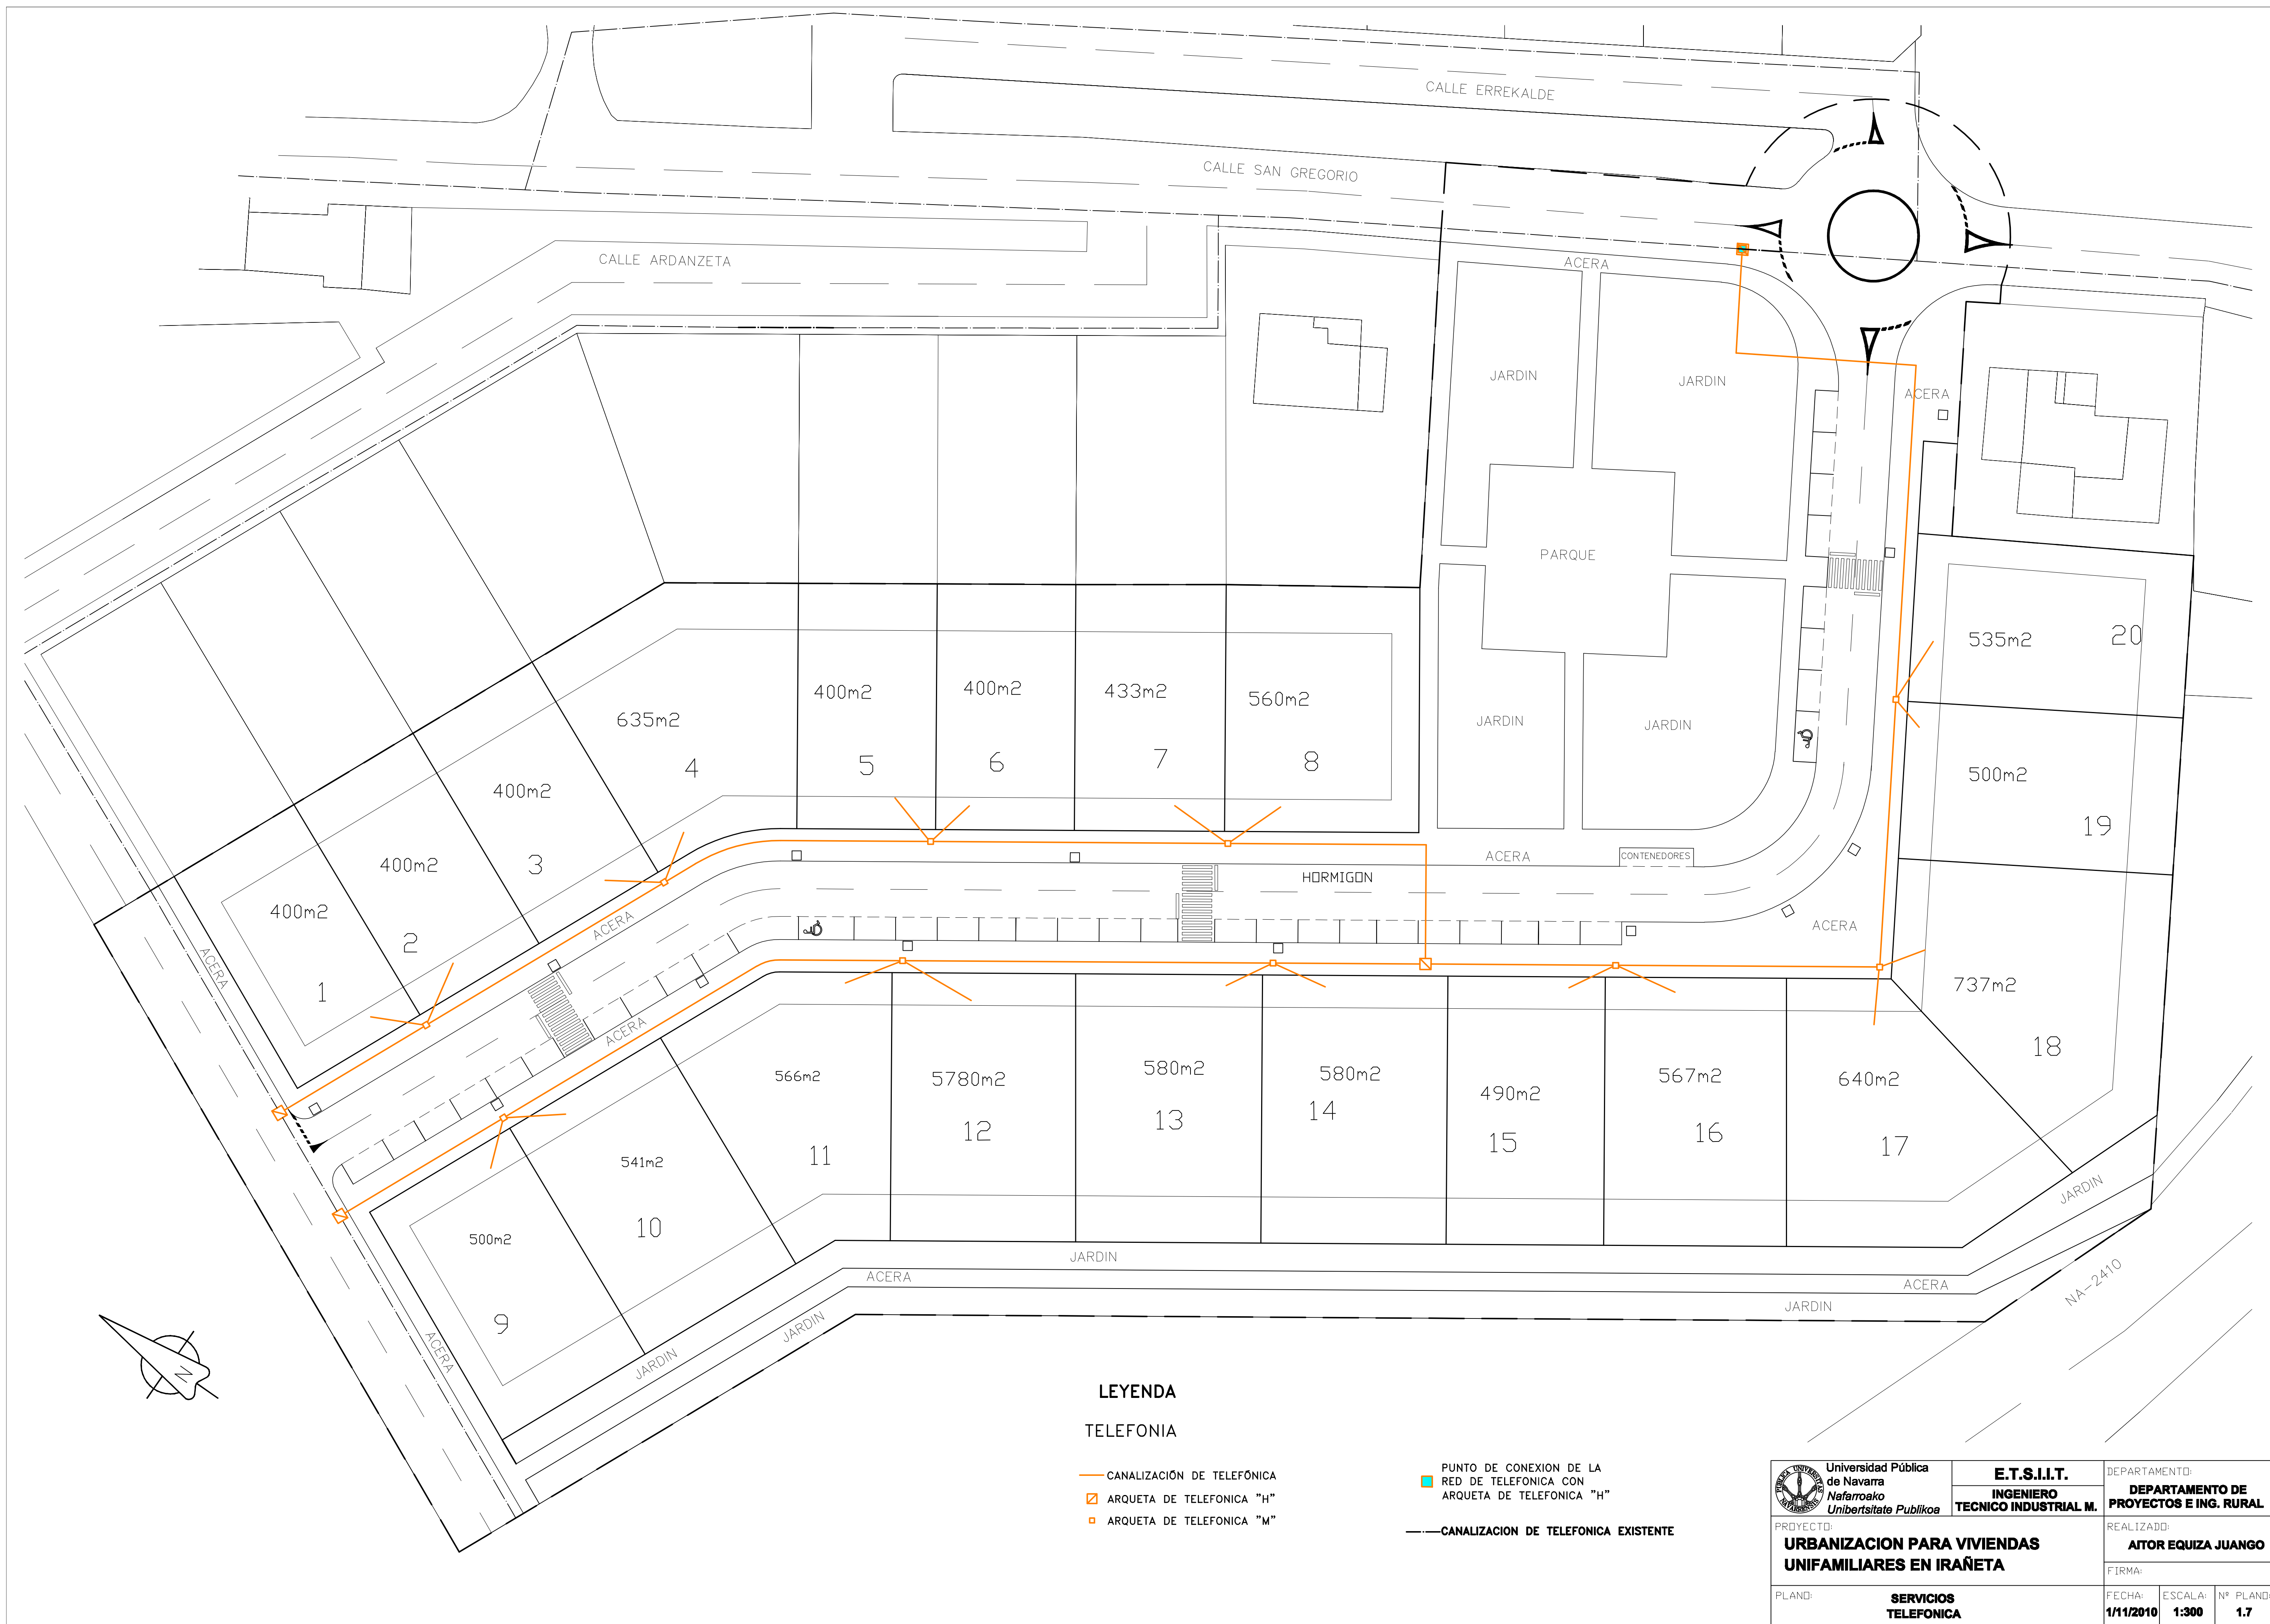 CALLE ERREKALDE
CALLE SAN GREGORIO
CALLE ARDANZETA
ACERA
JARDIN
JARDIN
ACERA
PARQUE
535m2
20
635m2
4
400m2
5
400m2
6
433m2
7
560m2
8
JARDIN
JARDIN
500m2
19
400m2
3
400m2
2
400m2
1
ACERA
ACERA
ACERA
CONTENEDORES
HORMIGON
ACERA
ACERA
737m2
18
566m2
11
5780m2
12
580m2
13
580m2
14
490m2
15
567m2
16
640m2
17
541m2
10
500m2
9
ACERA
JARDIN
JARDIN
ACERA
JARDIN
JARDIN
ACERA
JARDIN
NA-2410
N
LEYENDA
TELEFONIA
CANALIZACIÓN DE TELEFÓNICA
ARQUETA DE TELEFONICA "H"
ARQUETA DE TELEFONICA "M"
PUNTO DE CONEXION DE LA
RED DE TELEFONICA CON
ARQUETA DE TELEFONICA "H"
CANALIZACION DE TELEFONICA EXISTENTE
Universidad Pública
de Navarra
Nafarroako
Unibertsitate Publikoa
E.T.S.I.I.T.
INGENIERO
TECNICO INDUSTRIAL M.
DEPARTAMENTO:
DEPARTAMENTO DE
PROYECTOS E ING. RURAL
PROYECTO:
URBANIZACION PARA VIVIENDAS
UNIFAMILIARES EN IRAÑETA
REALIZADO:
AITOR EQUIZA JUANGO
FIRMA:
PLANO:
SERVICIOS
TELEFONICA
FECHA:
1/11/2010
ESCALA:
1:300
Nº PLANO:
1.7